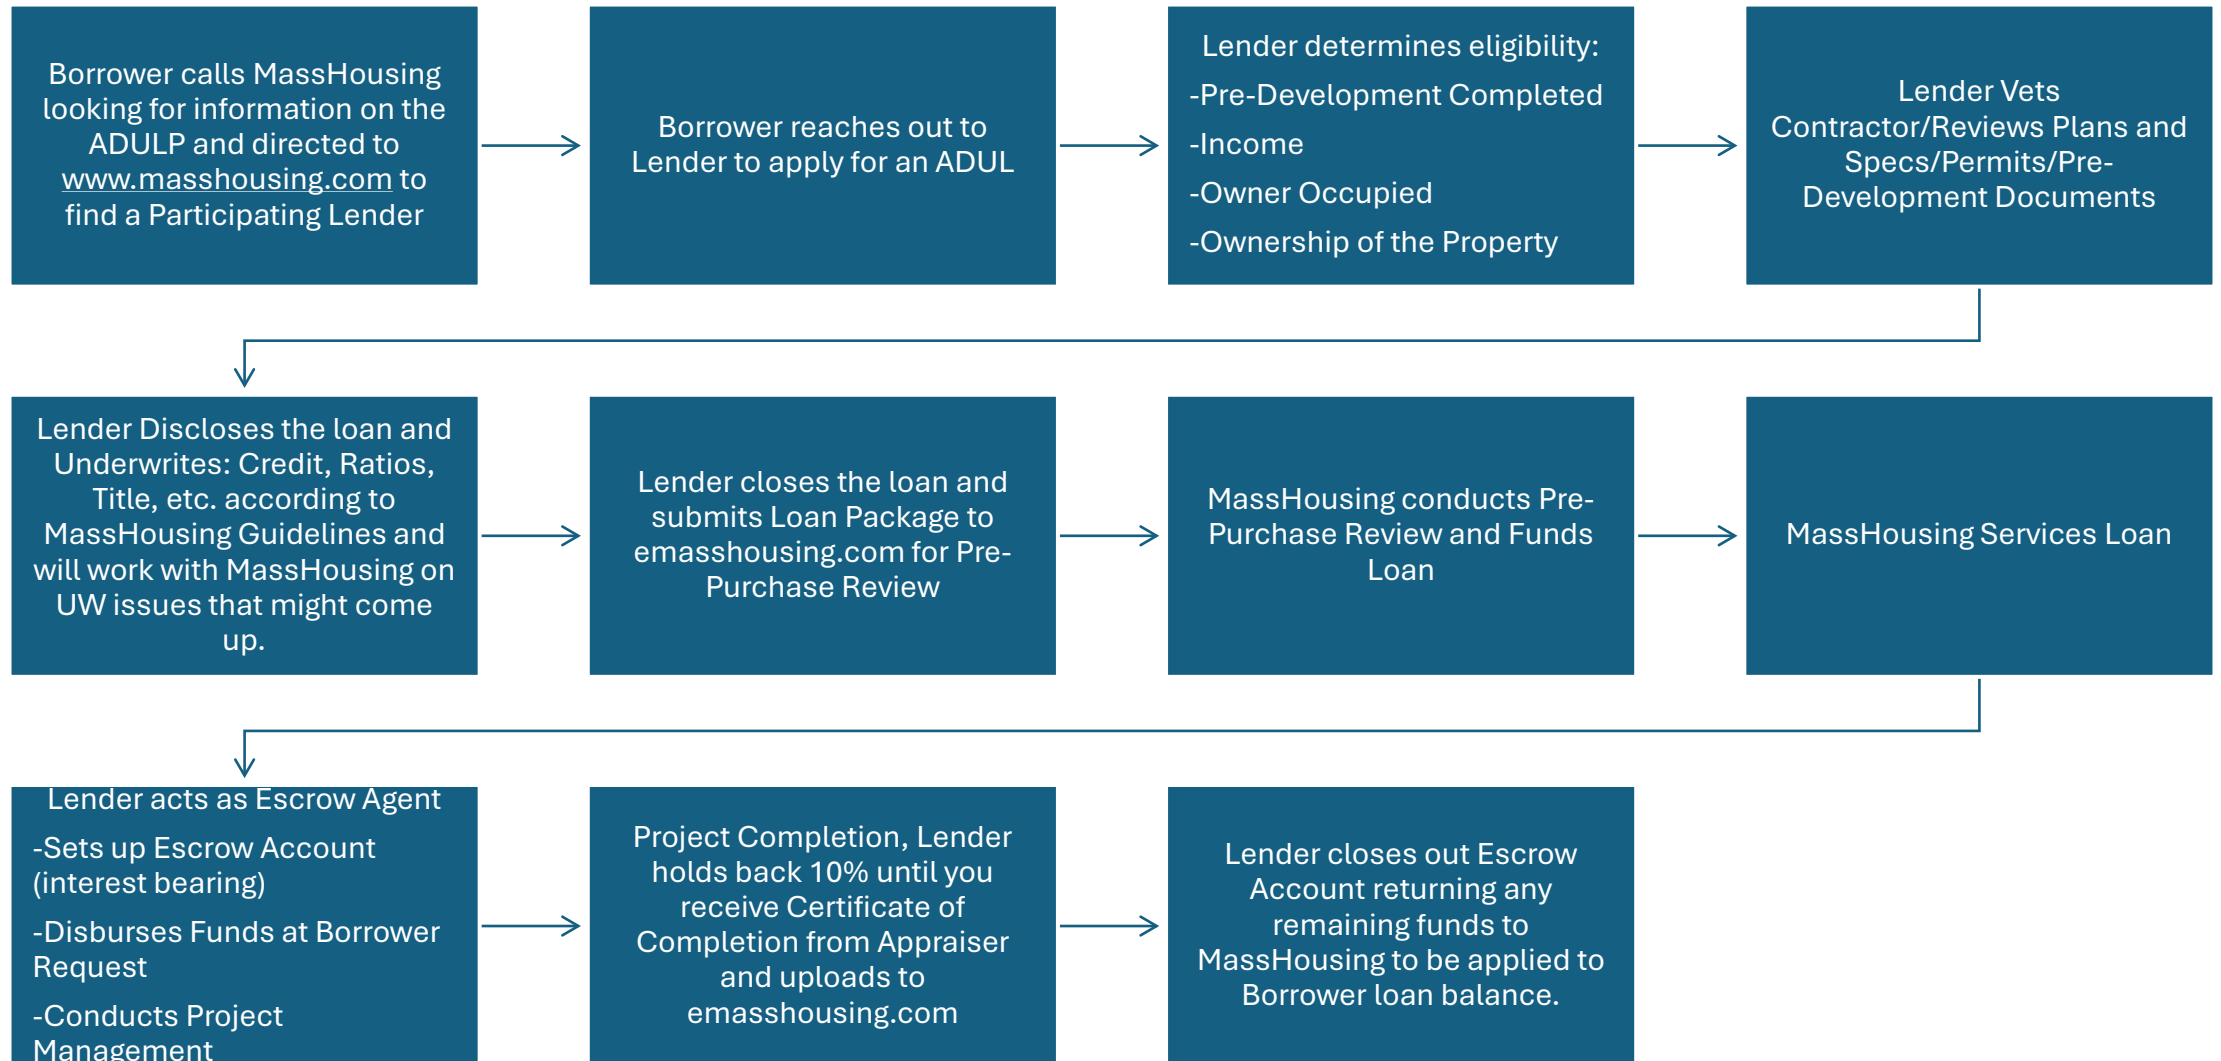 Borrower calls MassHousing
looking for information on the
ADULP and directed to
www.masshousing.com to
find a Participating Lender
Borrower reaches out to
Lender to apply for an ADUL
Lender determines eligibility:
-Pre-Development Completed
-Income
-Owner Occupied
-Ownership of the Property
Lender Vets
Contractor/Reviews Plans and
Specs/Permits/Pre-
Development Documents
Lender Discloses the loan and
Underwrites: Credit, Ratios,
Title, etc. according to
MassHousing Guidelines and
will work with MassHousing on
UW issues that might come
up.
Lender closes the loan and
submits Loan Package to
emasshousing.com for Pre-
Purchase Review
MassHousing conducts Pre-
Purchase Review and Funds
Loan
MassHousing Services Loan
Lender acts as Escrow Agent
-Sets up Escrow Account
(interest bearing)
-Disburses Funds at Borrower
Request
-Conducts Project
Management
Project Completion, Lender
holds back 10% until you
receive Certificate of
Completion from Appraiser
and uploads to
emasshousing.com
Lender closes out Escrow
Account returning any
remaining funds to
MassHousing to be applied to
Borrower loan balance.